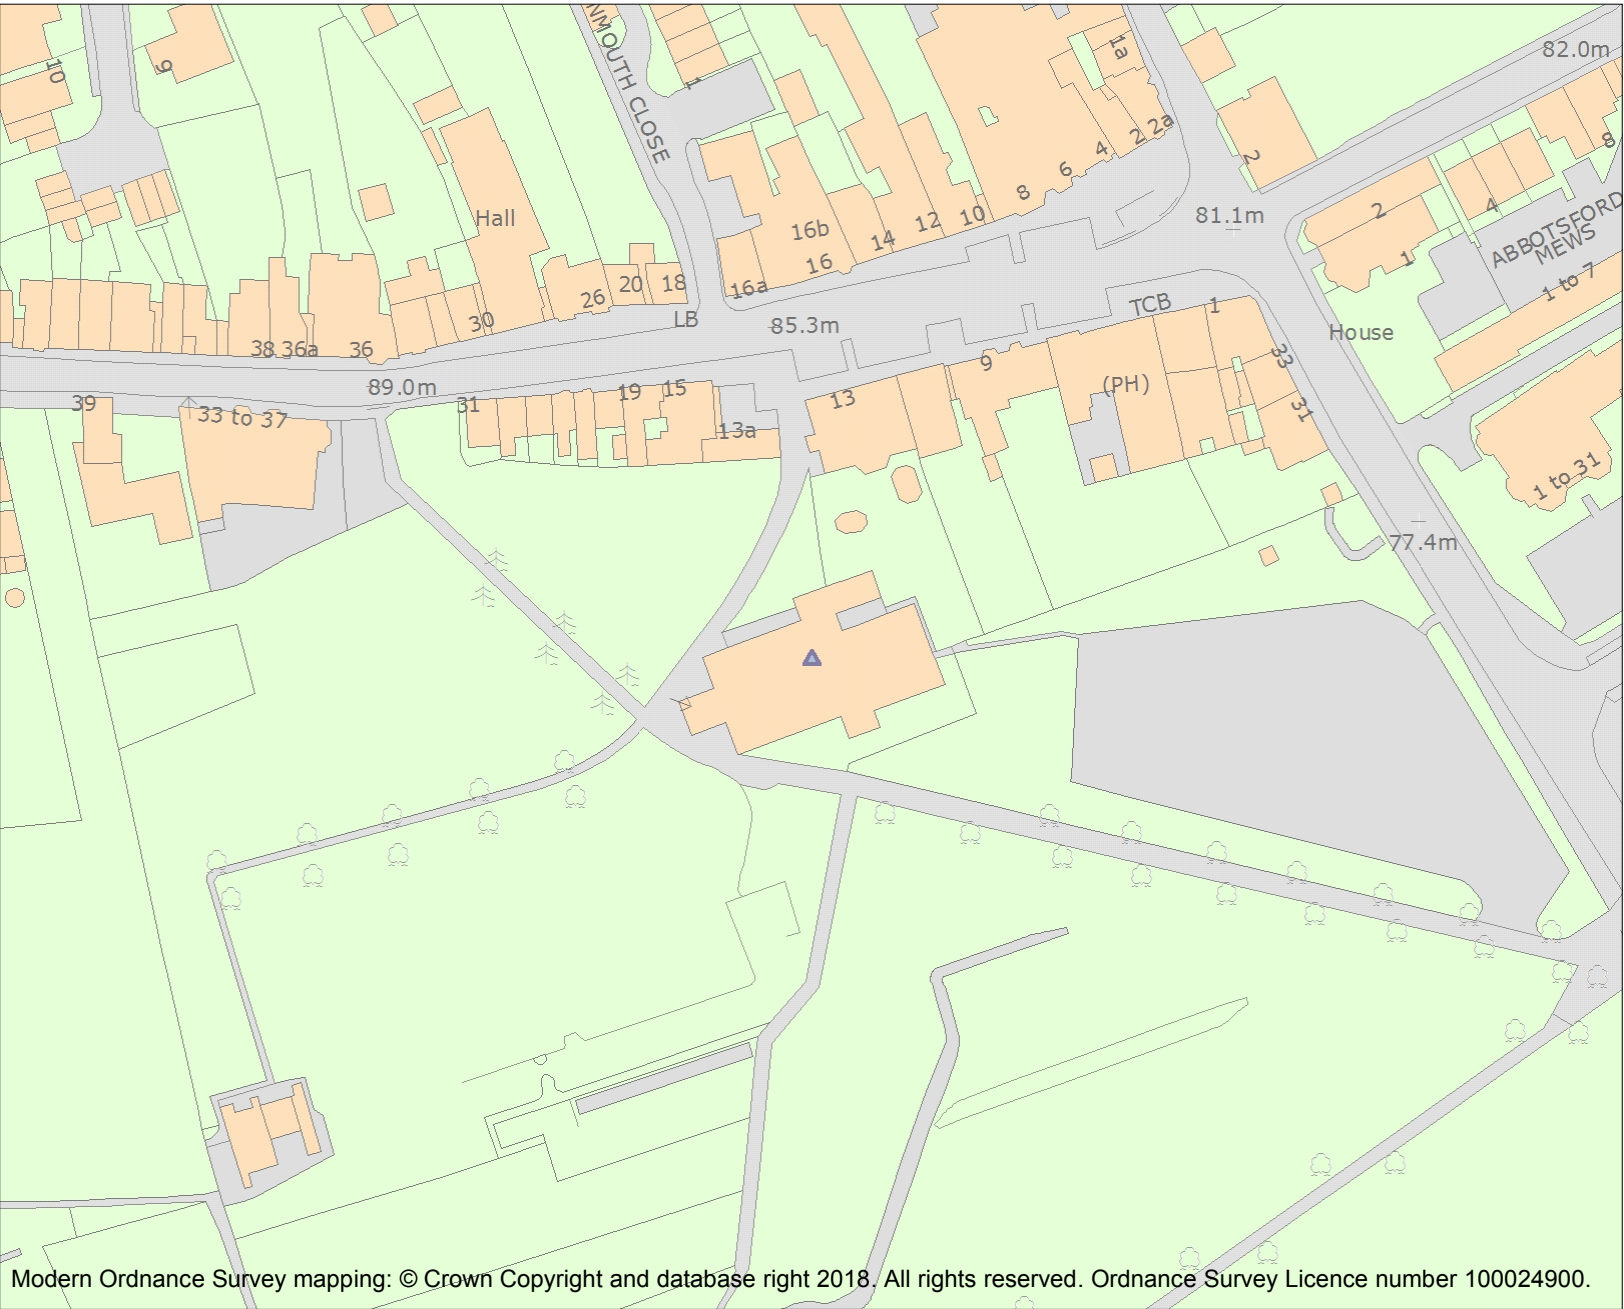 10
9
NMOUTH CLOSE
1
1a
82.0m
2 2a
4
6
8
10
12
14
16b
16
16a
2
81.1m
2
4
8
ABBOTSFORD
MEWS
1
1 to 7
Hall
26
20
18
30
LB
85.3m
TCB
1
House
38 36a
36
89.0m
33
31
9
(PH)
39
33 to 37
31
19
15
13a
13
1 to 31
77.4m
Modern Ordnance Survey mapping: © Crown Copyright and database right 2018. All rights reserved. Ordnance Survey Licence number 100024900.